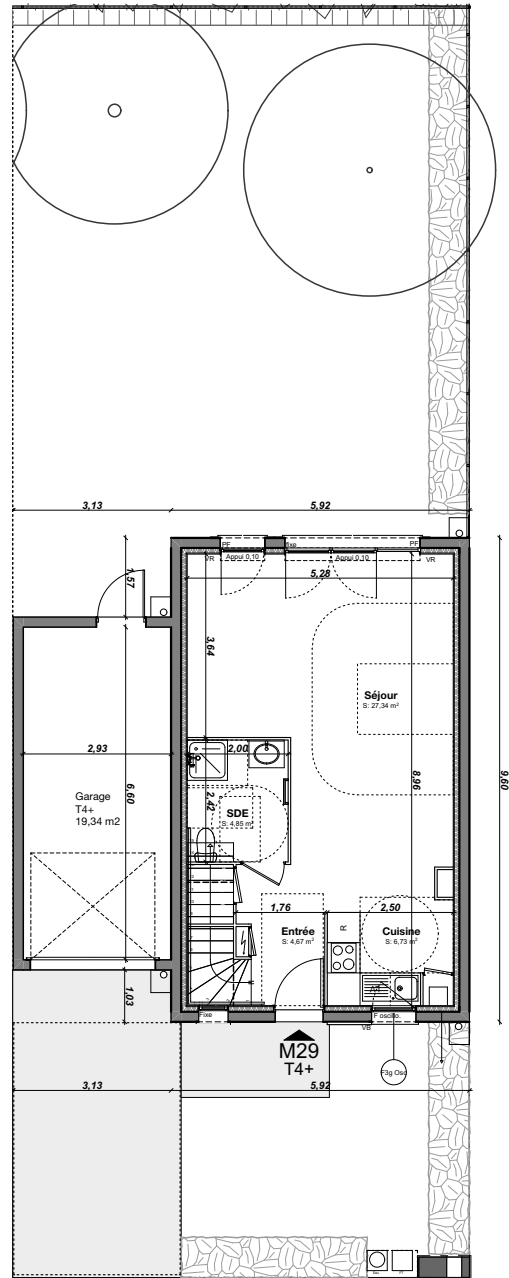 3,13
5,92
1,57
PF
fixe
PF
VR
Appui 0,10
Appui 0,10
VR
5,28
3,64
Séjour
S: 27,34 m²
8,96
9,60
2,93
2,00
Garage
T4+
19,34 m2
6,60
2,42
SDE
S: 4,85 m²
1,76
2,50
Entrée
S: 4,67 m²
R
Cuisine
S: 6,73 m²
1,03
Fixe
F oscillo.
VB
M29
T4+
F3g Osc
3,13
5,92